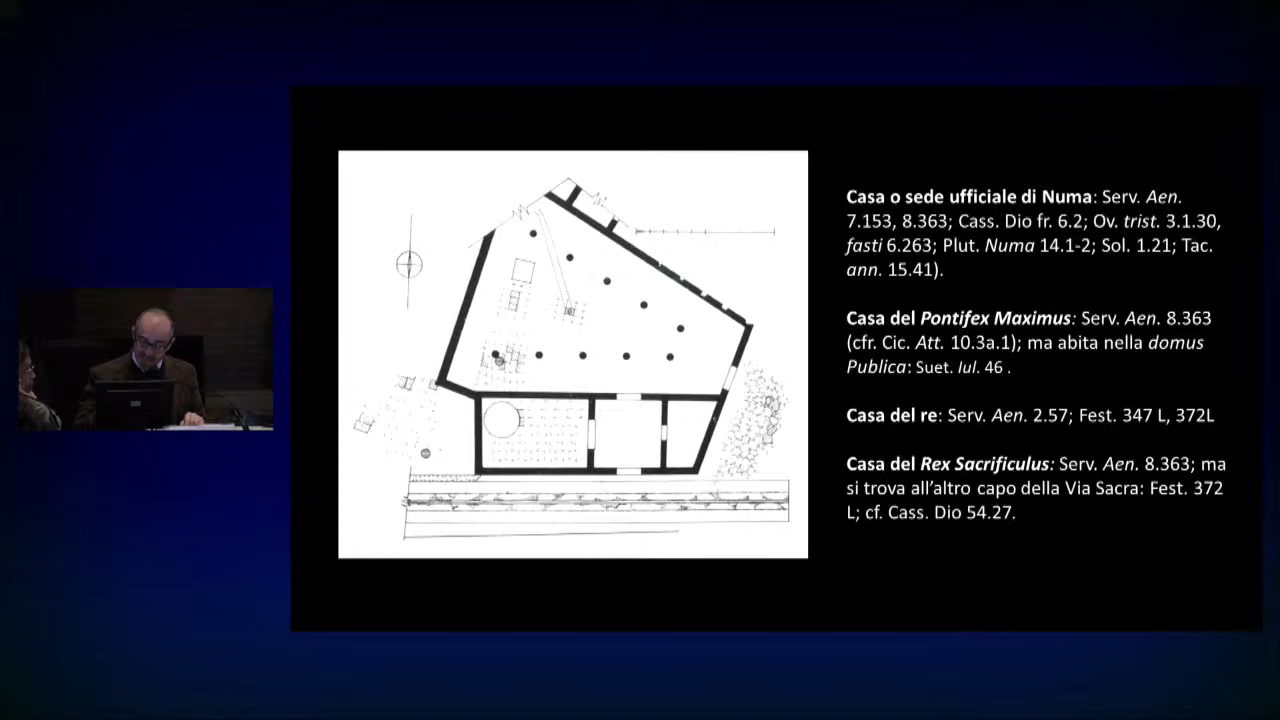 Casa o sede ufficiale di Numa: Serv. Aen.
7.153, 8.363; Cass. Dio fr. 6.2; Ov. trist. 3.1.30,
fasti 6.263; Plut. Numa 14.1-2; Sol. 1.21; Tac.
ann. 15.41).
Casa del Pontifex Maximus: Serv. Aen. 8.363
(cfr. Cic. Att. 10.3a.1); ma abita nella domus
Publica: Suet. Iul. 46 .
Casa del re: Serv. Aen. 2.57; Fest. 347 L, 372L
Casa del Rex Sacrificulus: Serv. Aen. 8.363; ma
si trova all’altro capo della Via Sacra: Fest. 372
L; cf. Cass. Dio 54.27.